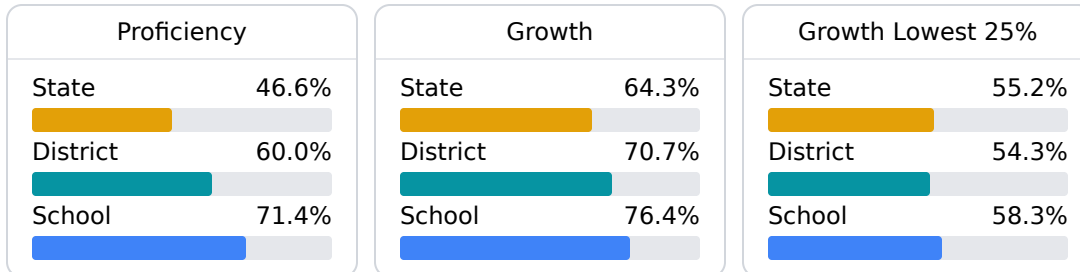 Proficiency
State 46.6%
District 60.0%
School 71.4%
Growth
State 64.3%
District 70.7%
School 76.4%
Growth Lowest 25%
State 55.2%
District 54.3%
School 58.3%